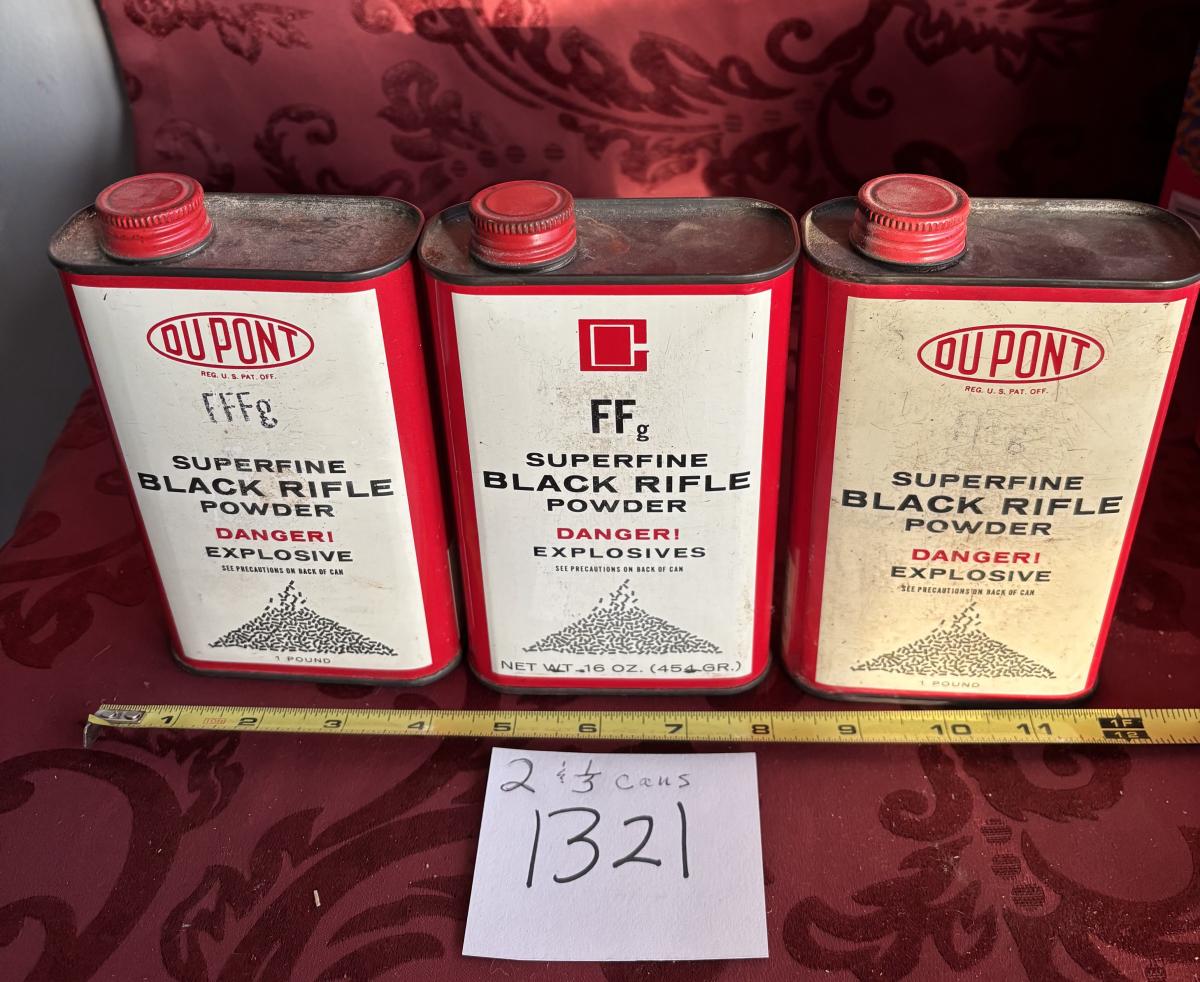 DU PONT
REG. U. S. PAT. OFF.
FFFg
SUPERFINE
BLACK RIFLE
POWDER
DANGER!
EXPLOSIVE
SEE PRECAUTIONS ON BACK OF CAN
1 POUND
FFg
SUPERFINE
BLACK RIFLE
POWDER
DANGER!
EXPLOSIVES
SEE PRECAUTIONS ON BACK OF CAN
NET WT. 16 OZ. (454 GR.)
DU PONT
REG. U. S. PAT. OFF.
SUPERFINE
BLACK RIFLE
POWDER
DANGER!
EXPLOSIVE
SEE PRECAUTIONS ON BACK OF CAN
1 POUND
1 2 3 4 5 6 7 8 9 10 11 1F
12
2 & 1/3 cans
1321